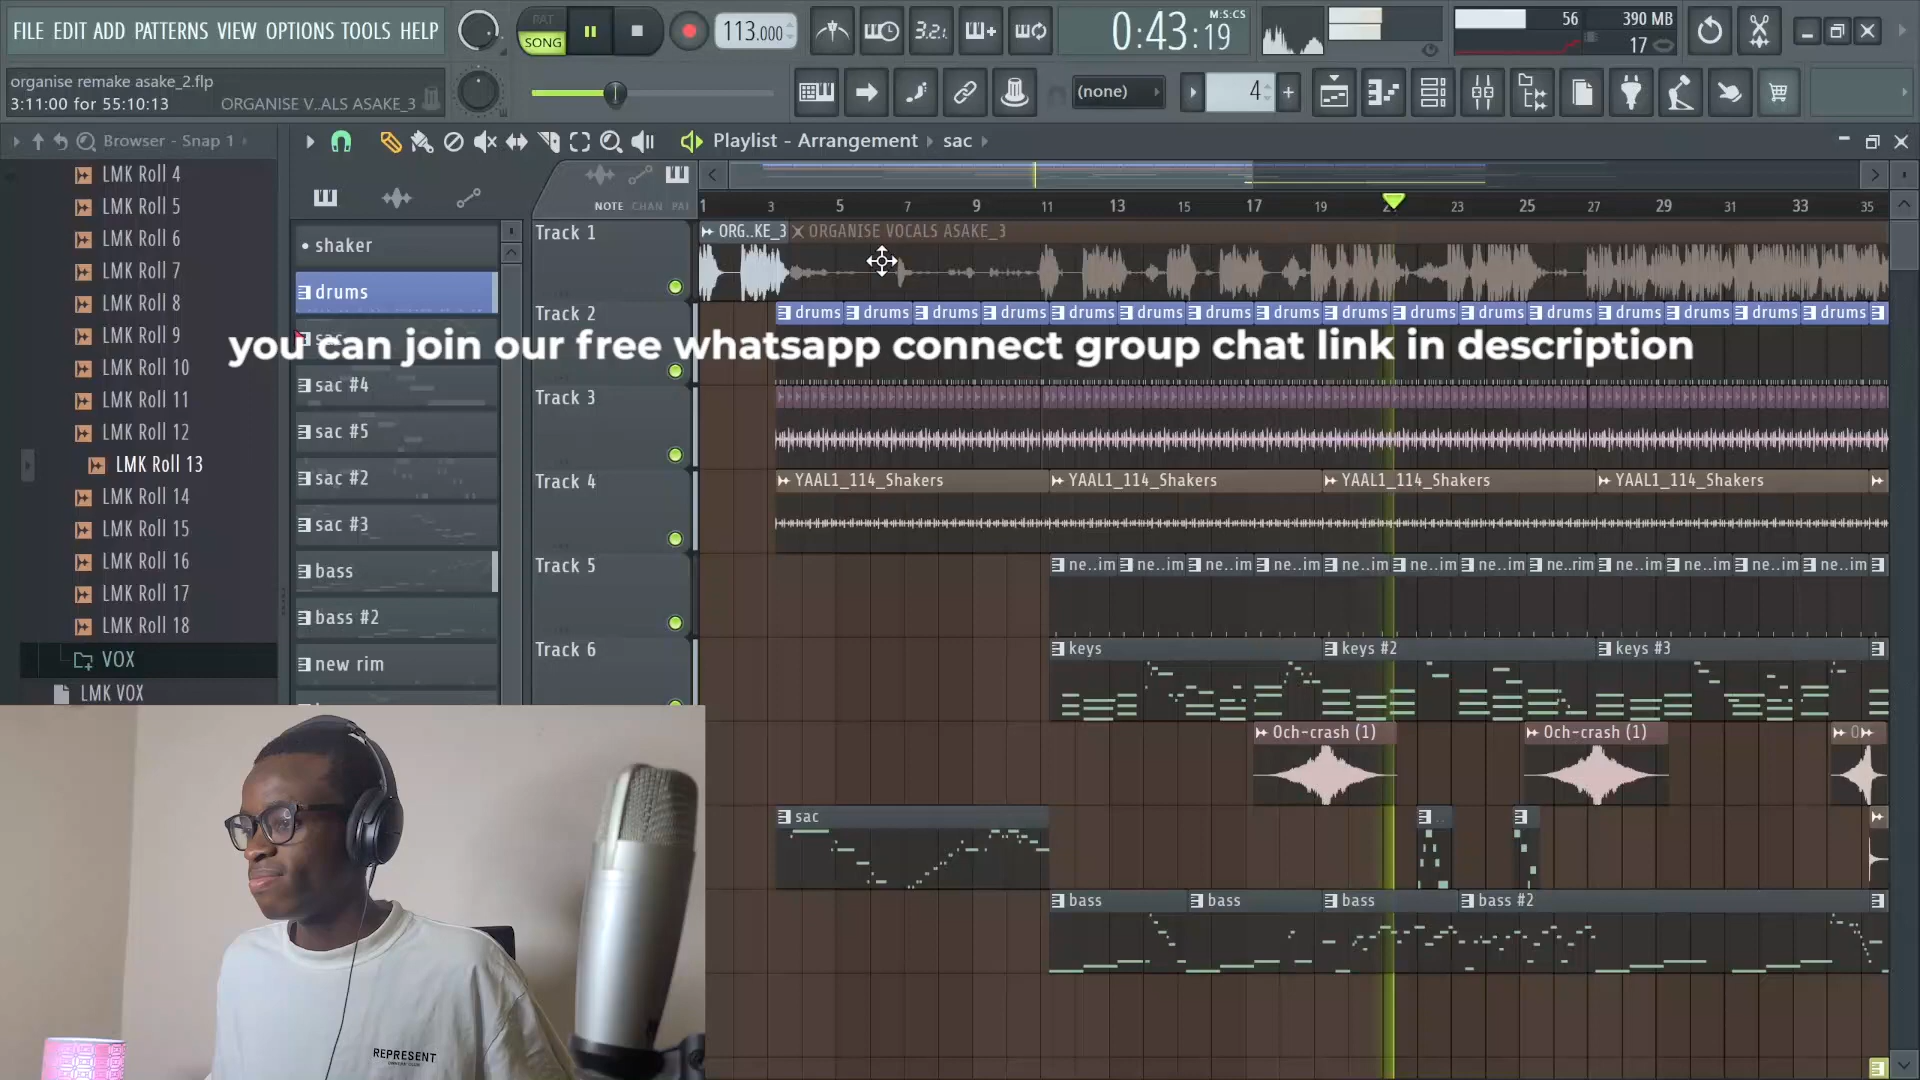 FILE EDIT ADD PATTERNS VIEW OPTIONS TOOLS HELP
PAT
SONG
113.000
3.2.1
0:43:19
M:S:CS
56
390 MB
17
organise remake asake_2.flp
3:11:00 for 55:10:13
ORGANISE V..ALS ASAKE_3
(none)
4
Browser - Snap 1
Playlist - Arrangement
sac
LMK Roll 4
LMK Roll 5
LMK Roll 6
LMK Roll 7
LMK Roll 8
LMK Roll 9
LMK Roll 10
LMK Roll 11
LMK Roll 12
LMK Roll 13
LMK Roll 14
LMK Roll 15
LMK Roll 16
LMK Roll 17
LMK Roll 18
VOX
LMK VOX
shaker
drums
sac
sac #4
sac #5
sac #2
sac #3
bass
bass #2
new rim
NOTE CHAN PAT
1 3 5 7 9 11 13 15 17 19 23 25 27 29 31 33 35
Track 1
ORG..KE_3
ORGANISE VOCALS ASAKE_3
Track 2
drums drums drums drums drums drums drums drums drums drums drums drums drums drums drums drums
you can join our free whatsapp connect group chat link in description
Track 3
Track 4
YAAL1_114_Shakers YAAL1_114_Shakers YAAL1_114_Shakers YAAL1_114_Shakers
Track 5
ne..im ne..im ne..im ne..im ne..im ne..im ne..im ne..rim ne..im ne..im ne..im ne..im
Track 6
keys keys #2 keys #3
Och-crash (1) Och-crash (1)
sac
bass bass bass bass #2
REPRESENT